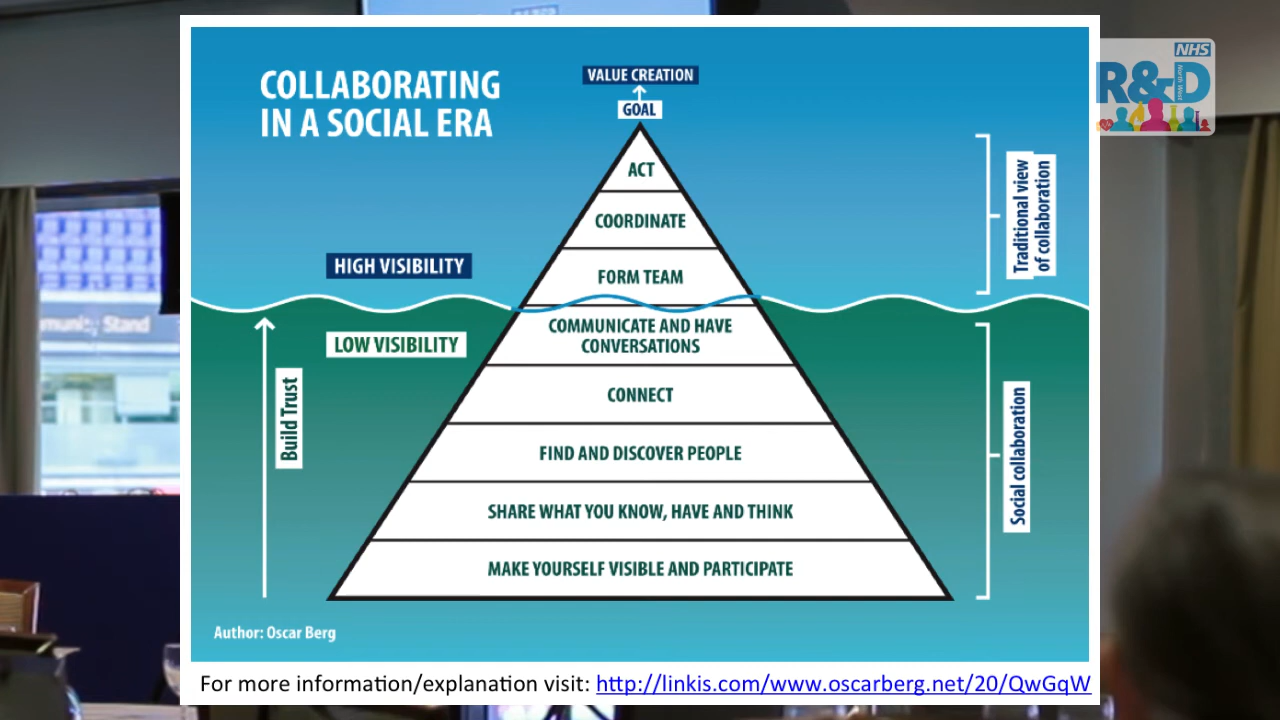 COLLABORATING
IN A SOCIAL ERA
VALUE CREATION
GOAL
ACT
COORDINATE
FORM TEAM
HIGH VISIBILITY
LOW VISIBILITY
COMMUNICATE AND HAVE
CONVERSATIONS
CONNECT
FIND AND DISCOVER PEOPLE
SHARE WHAT YOU KNOW, HAVE AND THINK
MAKE YOURSELF VISIBLE AND PARTICIPATE
Build Trust
Traditional view
of collaboration
Social collaboration
Author: Oscar Berg
For more information/explanation visit: http://linkis.com/www.oscarberg.net/20/QwGqW
NHS
R&D
North West
Stand